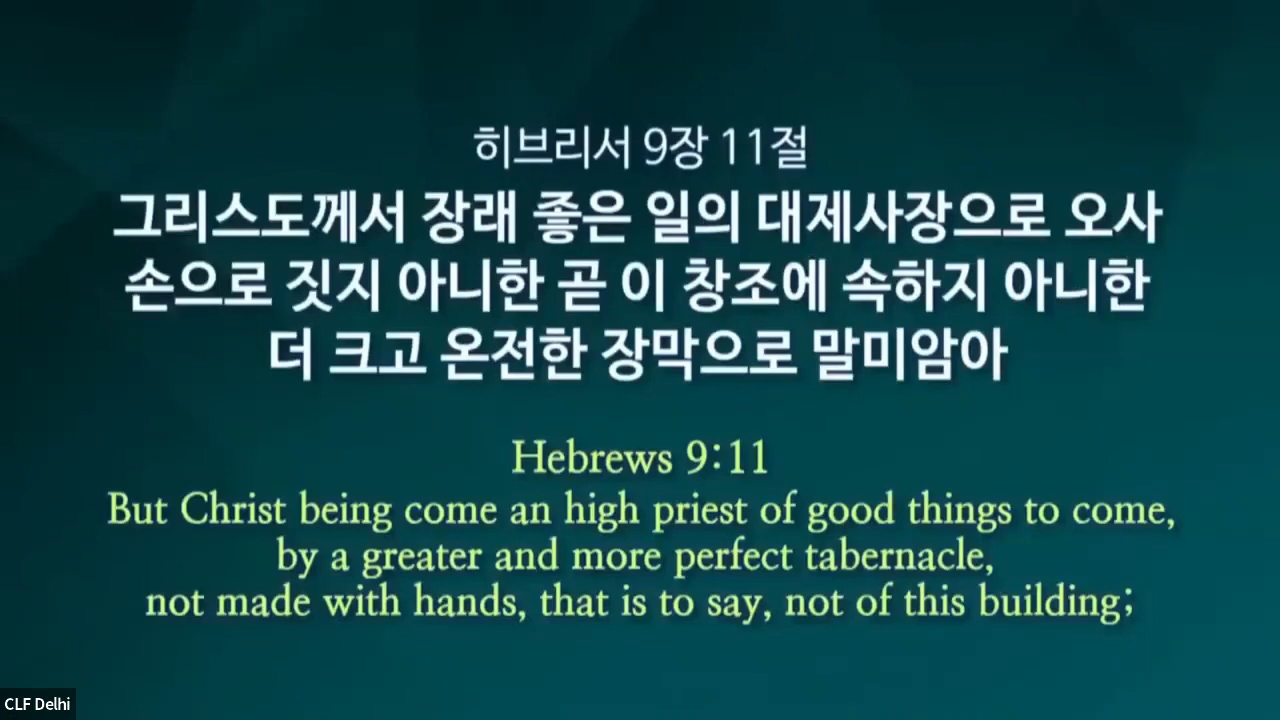 히브리서 9장 11절
그리스도께서 장래 좋은 일의 대제사장으로 오사
손으로 짓지 아니한 곧 이 창조에 속하지 아니한
더 크고 온전한 장막으로 말미암아
Hebrews 9:11
But Christ being come an high priest of good things to come,
by a greater and more perfect tabernacle,
not made with hands, that is to say, not of this building;
CLF Delhi